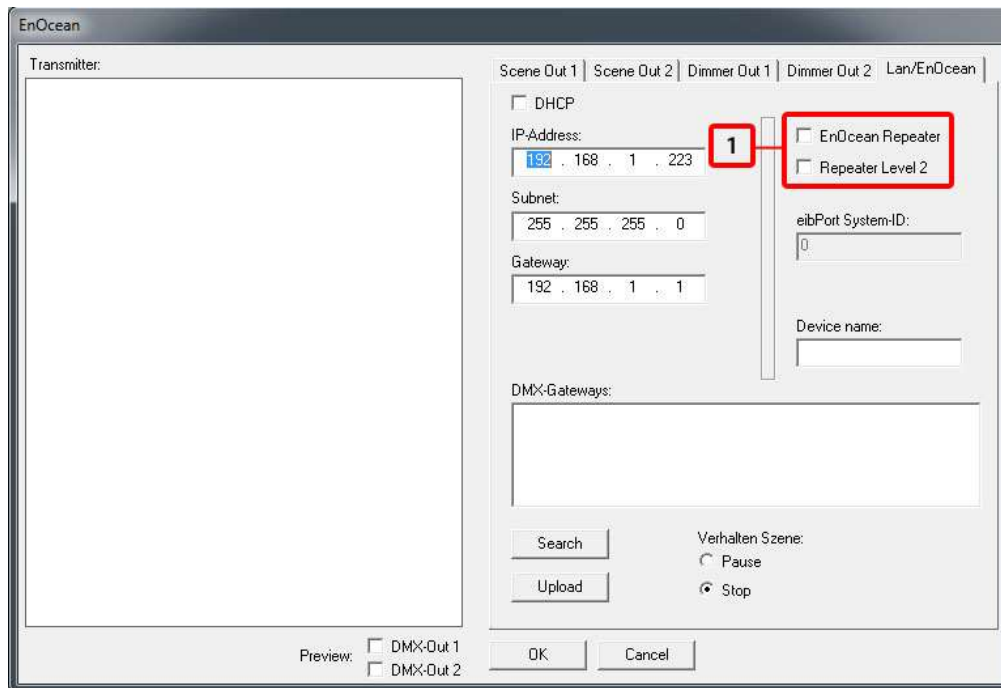 EnOcean
Transmitter:
Scene Out 1 Scene Out 2 Dimmer Out 1 Dimmer Out 2 Lan/EnOcean
DHCP
IP-Address:
192 . 168 . 1 . 223
1
EnOcean Repeater
Repeater Level 2
Subnet:
255 . 255 . 255 . 0
eibPort System-ID:
0
Gateway:
192 . 168 . 1 . 1
Device name:
DMX-Gateways:
Search
Upload
Verhalten Szene:
Pause
Stop
Preview:
DMX-Out 1
DMX-Out 2
OK
Cancel